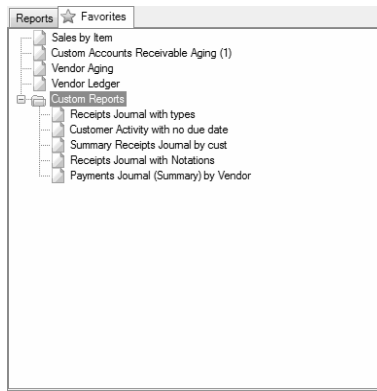 Reports Favorites
Sales by Item
Custom Accounts Receivable Aging (1)
Vendor Aging
Vendor Ledger
Custom Reports
Receipts Journal with types
Customer Activity with no due date
Summary Receipts Journal by cust
Receipts Journal with Notations
Payments Journal (Summary) by Vendor